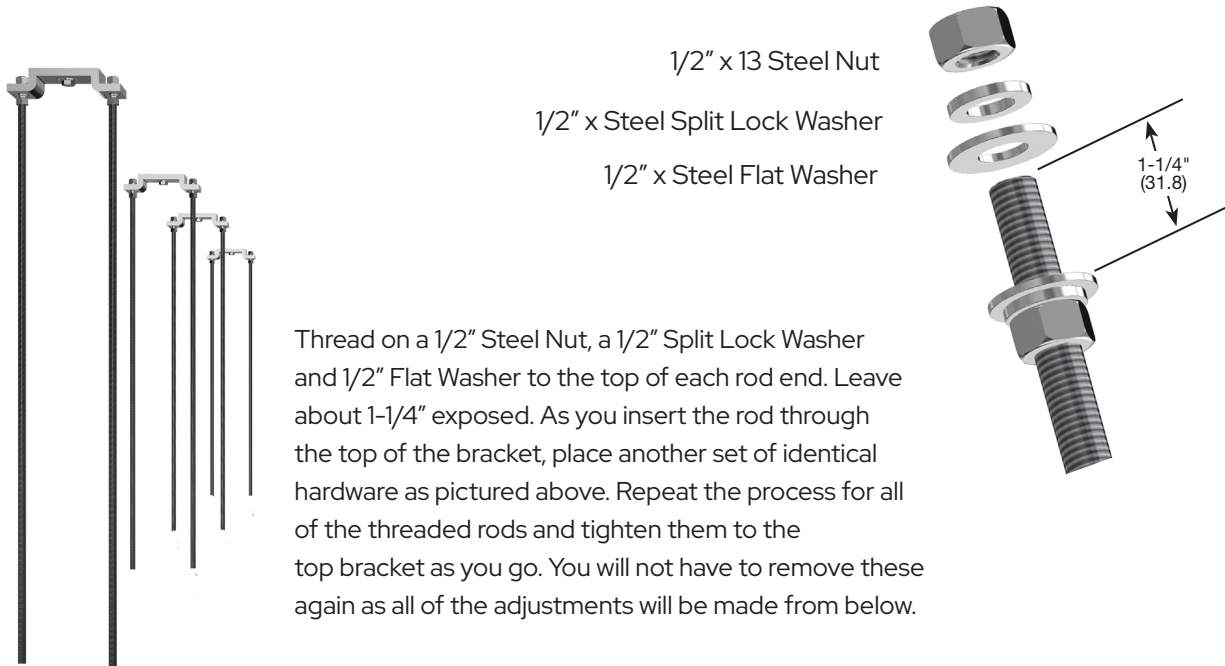 1/2” x 13 Steel Nut
1/2” x Steel Split Lock Washer
1/2” x Steel Flat Washer
1-1/4"
(31.8)
Thread on a 1/2” Steel Nut, a 1/2” Split Lock Washer
and 1/2” Flat Washer to the top of each rod end. Leave
about 1-1/4” exposed. As you insert the rod through
the top of the bracket, place another set of identical
hardware as pictured above. Repeat the process for all
of the threaded rods and tighten them to the
top bracket as you go. You will not have to remove these
again as all of the adjustments will be made from below.